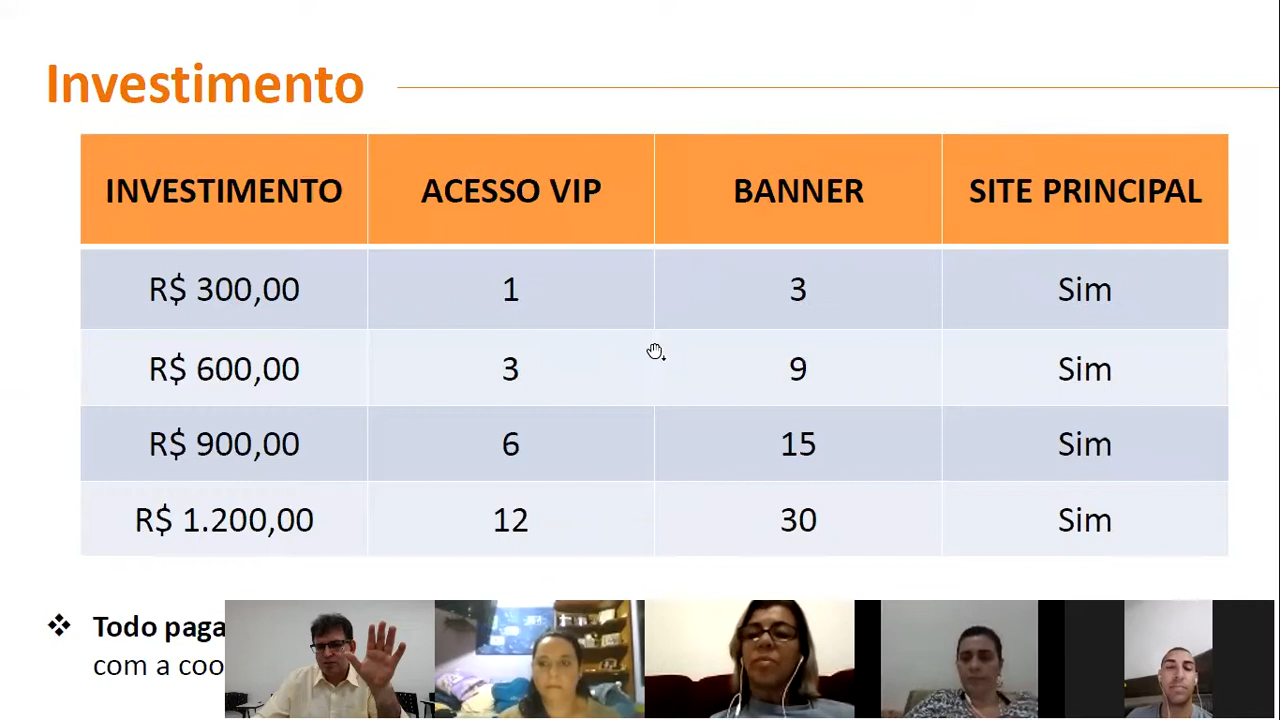 Investimento
INVESTIMENTO ACESSO VIP BANNER SITE PRINCIPAL
R$ 300,00 1 3 Sim
R$ 600,00 3 9 Sim
R$ 900,00 6 15 Sim
R$ 1.200,00 12 30 Sim
Todo paga
com a coo